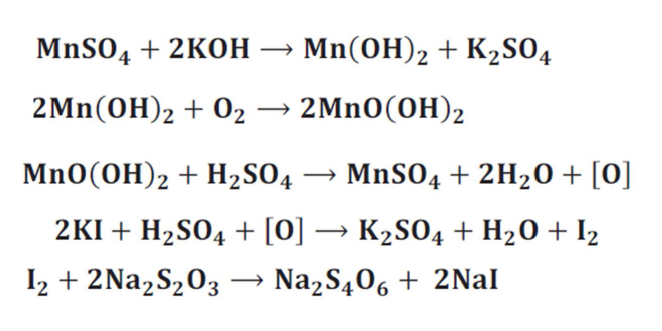 MnSO₄ + 2KOH ⟶ Mn(OH)₂ + K₂SO₄
2Mn(OH)₂ + O₂ ⟶ 2MnO(OH)₂
MnO(OH)₂ + H₂SO₄ ⟶ MnSO₄ + 2H₂O + [O]
2KI + H₂SO₄ + [O] ⟶ K₂SO₄ + H₂O + I₂
I₂ + 2Na₂S₂O₃ ⟶ Na₂S₄O₆ + 2NaI